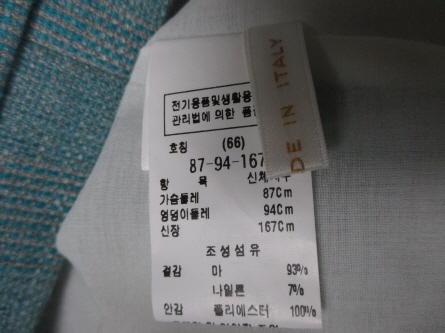 전기용품및생활용
관리법에 의한 품
호칭 (66)
87-94-167
항 목 신체
가슴둘레 87Cm
엉덩이둘레 94Cm
신장 167Cm
조성섬유
겉감 마 93%
나일론 7%
안감 폴리에스터 100%
DE IN ITALY